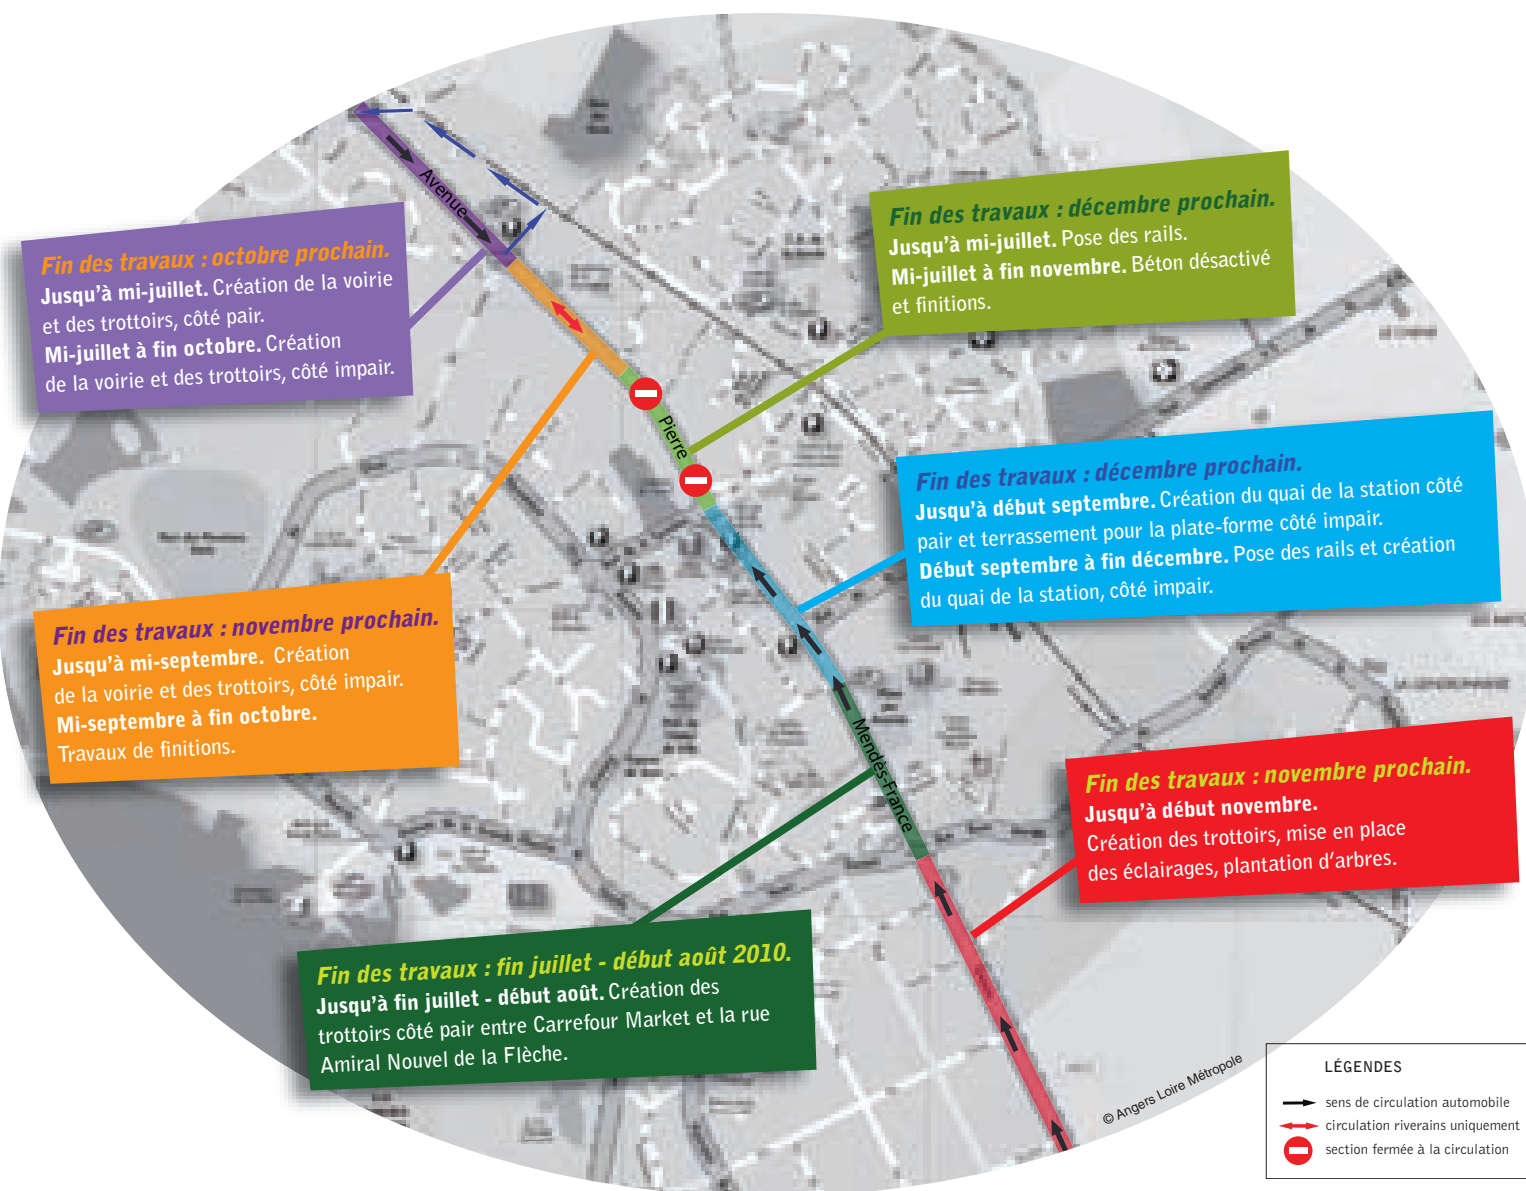 Avenue
Pierre
Mendès-France
Fin des travaux : octobre prochain.
Jusqu'à mi-juillet. Création de la voirie
et des trottoirs, côté pair.
Mi-juillet à fin octobre. Création
de la voirie et des trottoirs, côté impair.
Fin des travaux : décembre prochain.
Jusqu'à mi-juillet. Pose des rails.
Mi-juillet à fin novembre. Béton désactivé
et finitions.
Fin des travaux : décembre prochain.
Jusqu'à début septembre. Création du quai de la station côté
pair et terrassement pour la plate-forme côté impair.
Début septembre à fin décembre. Pose des rails et création
du quai de la station, côté impair.
Fin des travaux : novembre prochain.
Jusqu'à mi-septembre. Création
de la voirie et des trottoirs, côté impair.
Mi-septembre à fin octobre.
Travaux de finitions.
Fin des travaux : novembre prochain.
Jusqu'à début novembre.
Création des trottoirs, mise en place
des éclairages, plantation d'arbres.
Fin des travaux : fin juillet - début août 2010.
Jusqu'à fin juillet - début août. Création des
trottoirs côté pair entre Carrefour Market et la rue
Amiral Nouvel de la Flèche.
© Angers Loire Métropole
LÉGENDES
sens de circulation automobile
circulation riverains uniquement
section fermée à la circulation